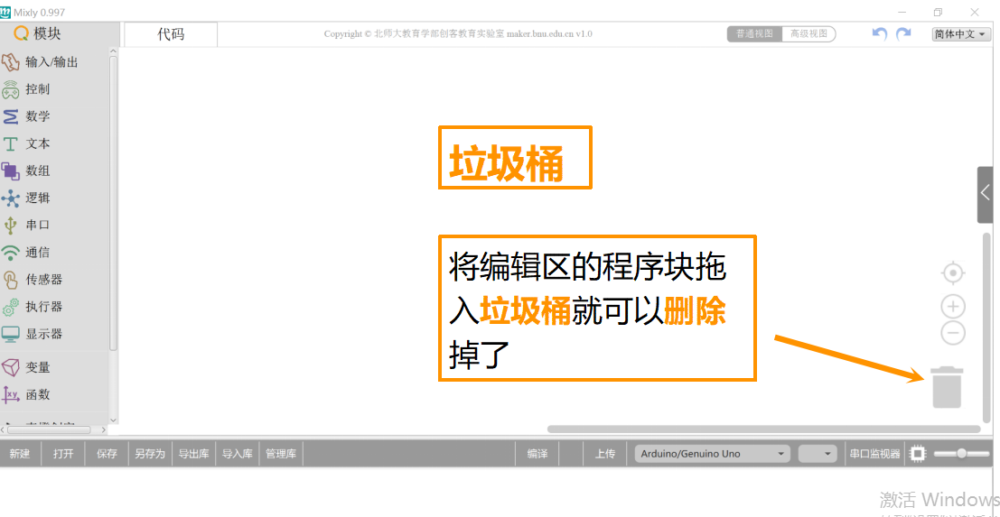 Mixly 0.997
模块
代码
Copyright © 北师大教育学部创客教育实验室 maker.bnu.edu.cn v1.0
普通视图
高级视图
简体中文
输入/输出
控制
数学
文本
数组
逻辑
串口
通信
传感器
执行器
显示器
变量
xy
函数
垃圾桶
将编辑区的程序块拖
入垃圾桶就可以删除
掉了
新建
打开
保存
另存为
导出库
导入库
管理库
编译
上传
Arduino/Genuino Uno
串口监视器
激活 Windows